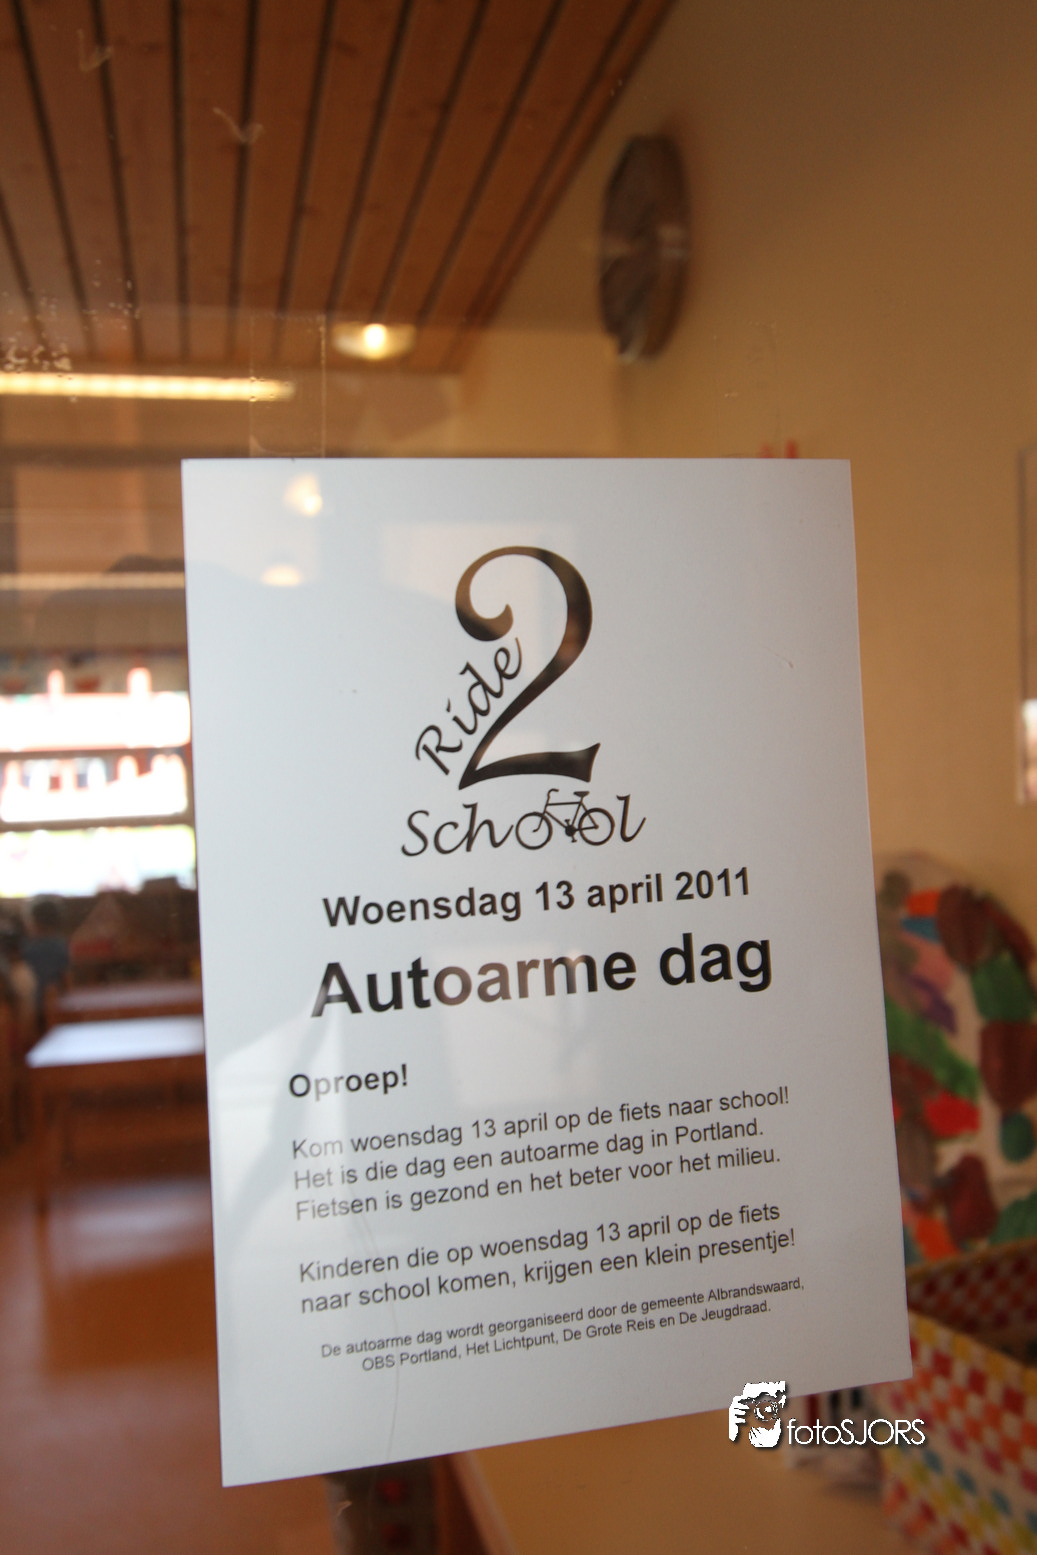 Ride 2
School
Woensdag 13 april 2011
Autoarme dag
Oproep!
Kom woensdag 13 april op de fiets naar school!
Het is die dag een autoarme dag in Portland.
Fietsen is gezond en het beter voor het milieu.
Kinderen die op woensdag 13 april op de fiets
naar school komen, krijgen een klein presentje!
De autoarme dag wordt georganiseerd door de gemeente Albrandswaard,
OBS Portland, Het Lichtpunt, De Grote Reis en De Jeugdraad.
fotoSJORS